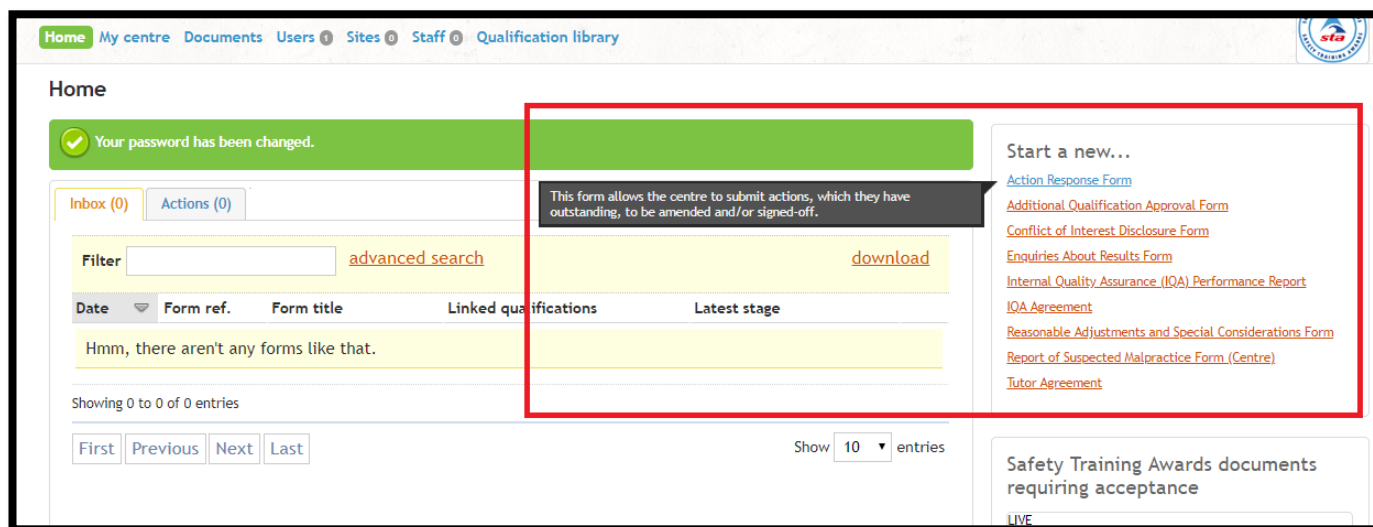 Home My centre Documents Users 1 Sites 0 Staff 0 Qualification library
sta
SAFETY TRAINING AWARDS
Home
Your password has been changed.
Inbox (0) Actions (0)
This form allows the centre to submit actions, which they have
outstanding, to be amended and/or signed-off.
Filter advanced search download
Date Form ref. Form title Linked qualifications Latest stage
Hmm, there aren't any forms like that.
Showing 0 to 0 of 0 entries
First Previous Next Last Show 10 entries
Start a new...
Action Response Form
Additional Qualification Approval Form
Conflict of Interest Disclosure Form
Enquiries About Results Form
Internal Quality Assurance (IQA) Performance Report
IQA Agreement
Reasonable Adjustments and Special Considerations Form
Report of Suspected Malpractice Form (Centre)
Tutor Agreement
Safety Training Awards documents
requiring acceptance
LIVE